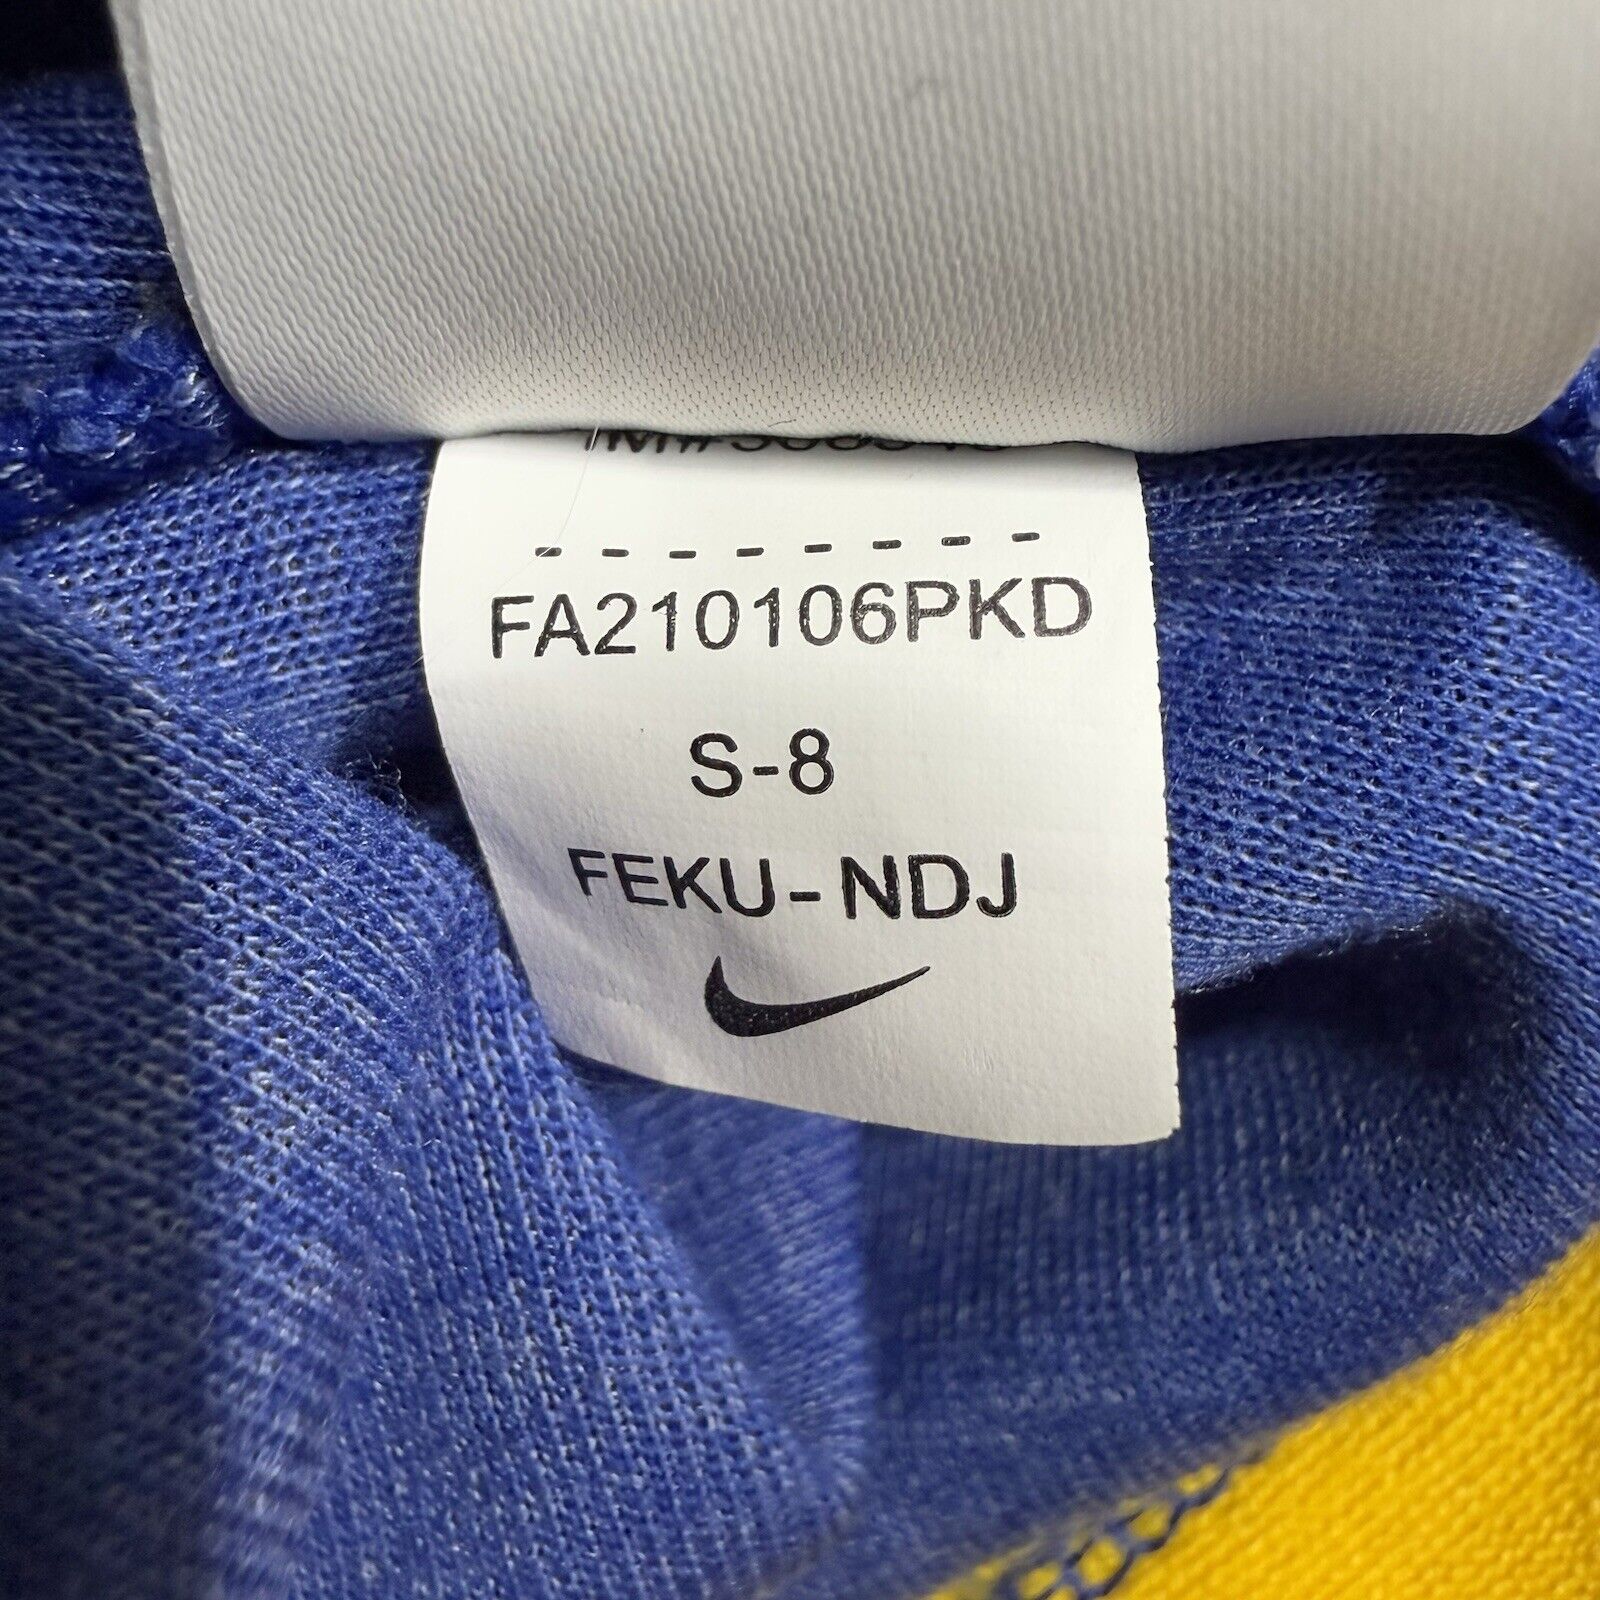 - - - - - - - -
FA210106PKD
S-8
FEKU-NDJ